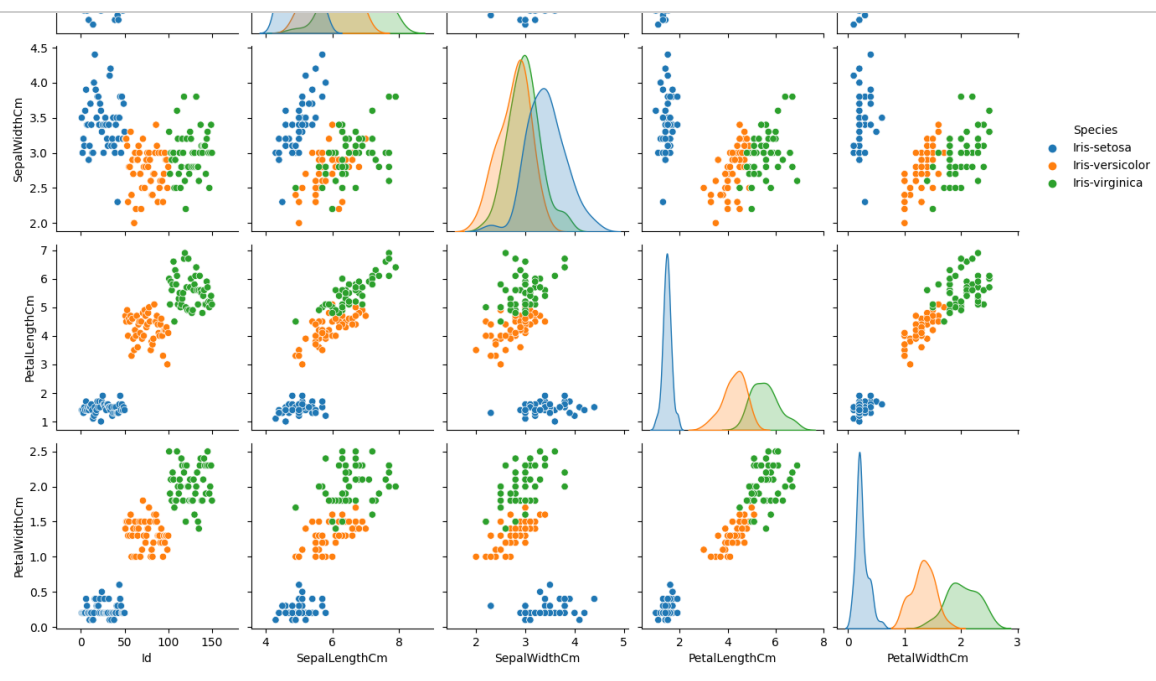 4.5
4.0
3.5
3.0
2.5
2.0
SepalWidthCm
Species
Iris-setosa
Iris-versicolor
Iris-virginica
7
6
5
4
3
2
1
PetalLengthCm
2.5
2.0
1.5
1.0
0.5
0.0
PetalWidthCm
0 50 100 150
4 6 8
2 3 4 5
2 4 6 8
0 1 2 3
Id
SepalLengthCm
SepalWidthCm
PetalLengthCm
PetalWidthCm